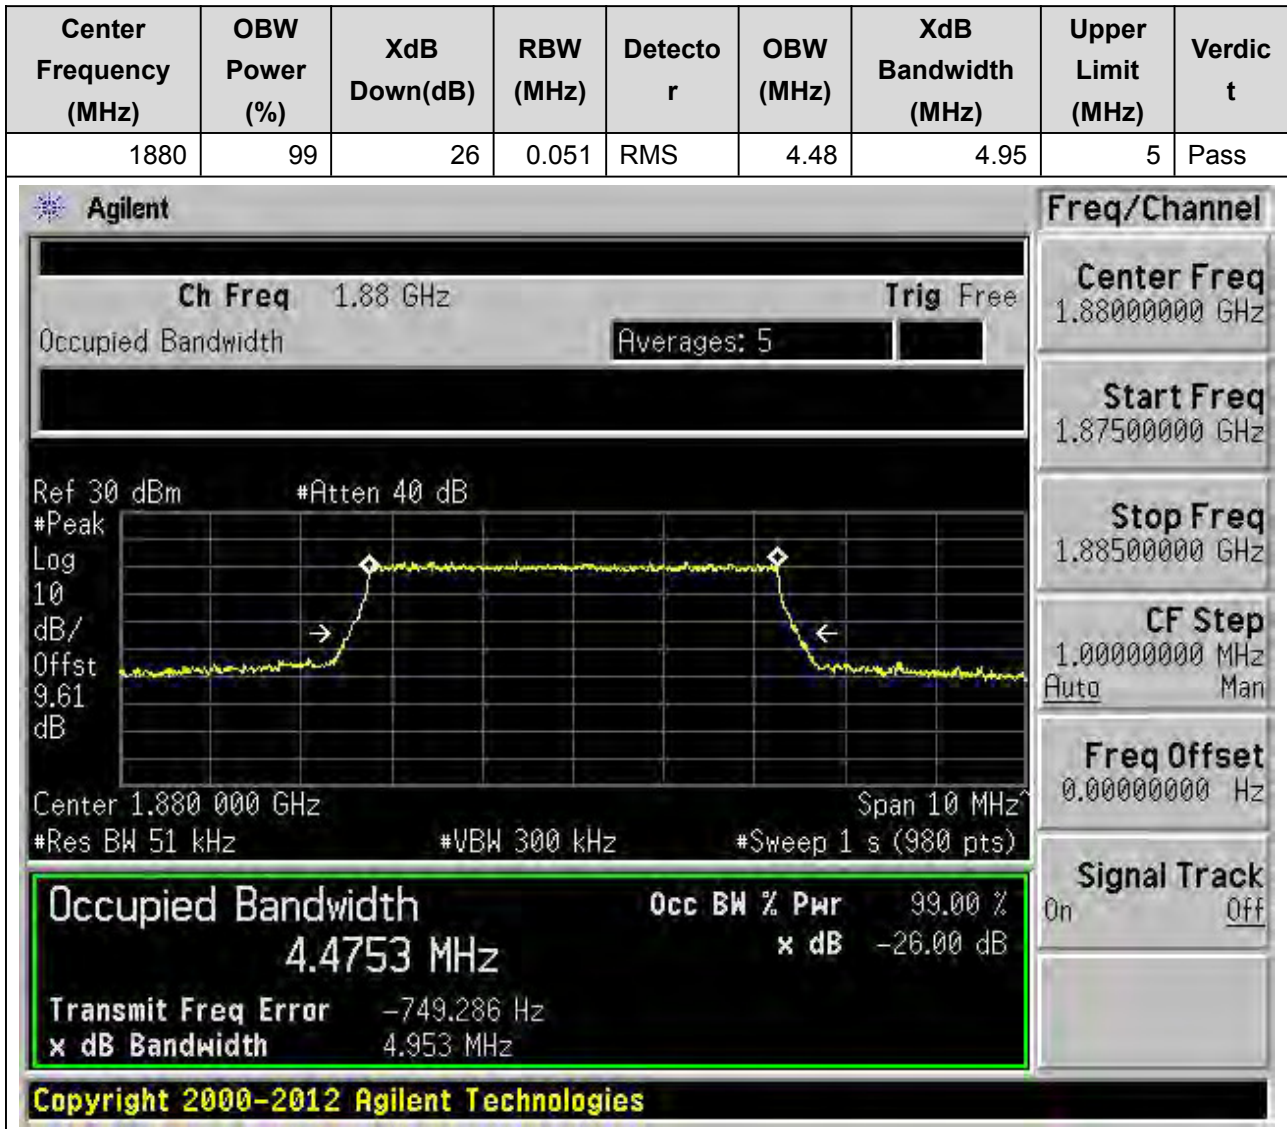 Center Frequency (MHz) OBW Power (%) XdB Down(dB) RBW (MHz) Detecto r OBW (MHz) XdB Bandwidth (MHz) Upper Limit (MHz) Verdic t
1880 99 26 0.051 RMS 4.48 4.95 5 Pass
Agilent
Freq/Channel
Ch Freq 1.88 GHz Trig Free
Occupied Bandwidth Averages: 5
Ref 30 dBm #Atten 40 dB
#Peak
Log
10
dB/
Offst
9.61
dB
Center 1.880 000 GHz Span 10 MHz^
#Res BW 51 kHz #VBW 300 kHz #Sweep 1 s (980 pts)
Occupied Bandwidth Occ BW % Pwr 99.00 %
4.4753 MHz x dB -26.00 dB
Transmit Freq Error -749.286 Hz
x dB Bandwidth 4.953 MHz
Copyright 2000-2012 Agilent Technologies
Center Freq
1.88000000 GHz
Start Freq
1.87500000 GHz
Stop Freq
1.88500000 GHz
CF Step
1.00000000 MHz
Auto Man
Freq Offset
0.00000000 Hz
Signal Track
On Off